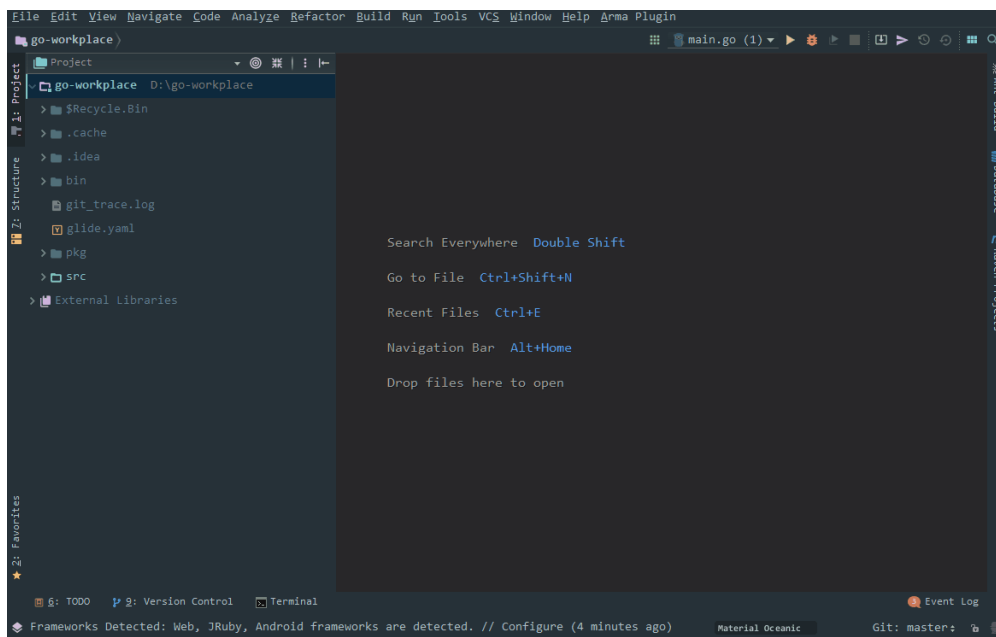 File Edit View Navigate Code Analyze Refactor Build Run Tools VCS Window Help Arma Plugin
go-workplace
main.go (1)
Project
1: Project
go-workplace D:\go-workplace
$Recycle.Bin
.cache
.idea
bin
7: Structure
git_trace.log
glide.yaml
pkg
src
External Libraries
Search Everywhere Double Shift
Go to File Ctrl+Shift+N
Recent Files Ctrl+E
Navigation Bar Alt+Home
Drop files here to open
2: Favorites
6: TODO 9: Version Control Terminal
Event Log
Frameworks Detected: Web, JRuby, Android frameworks are detected. // Configure (4 minutes ago)
Material Oceanic
Git: master